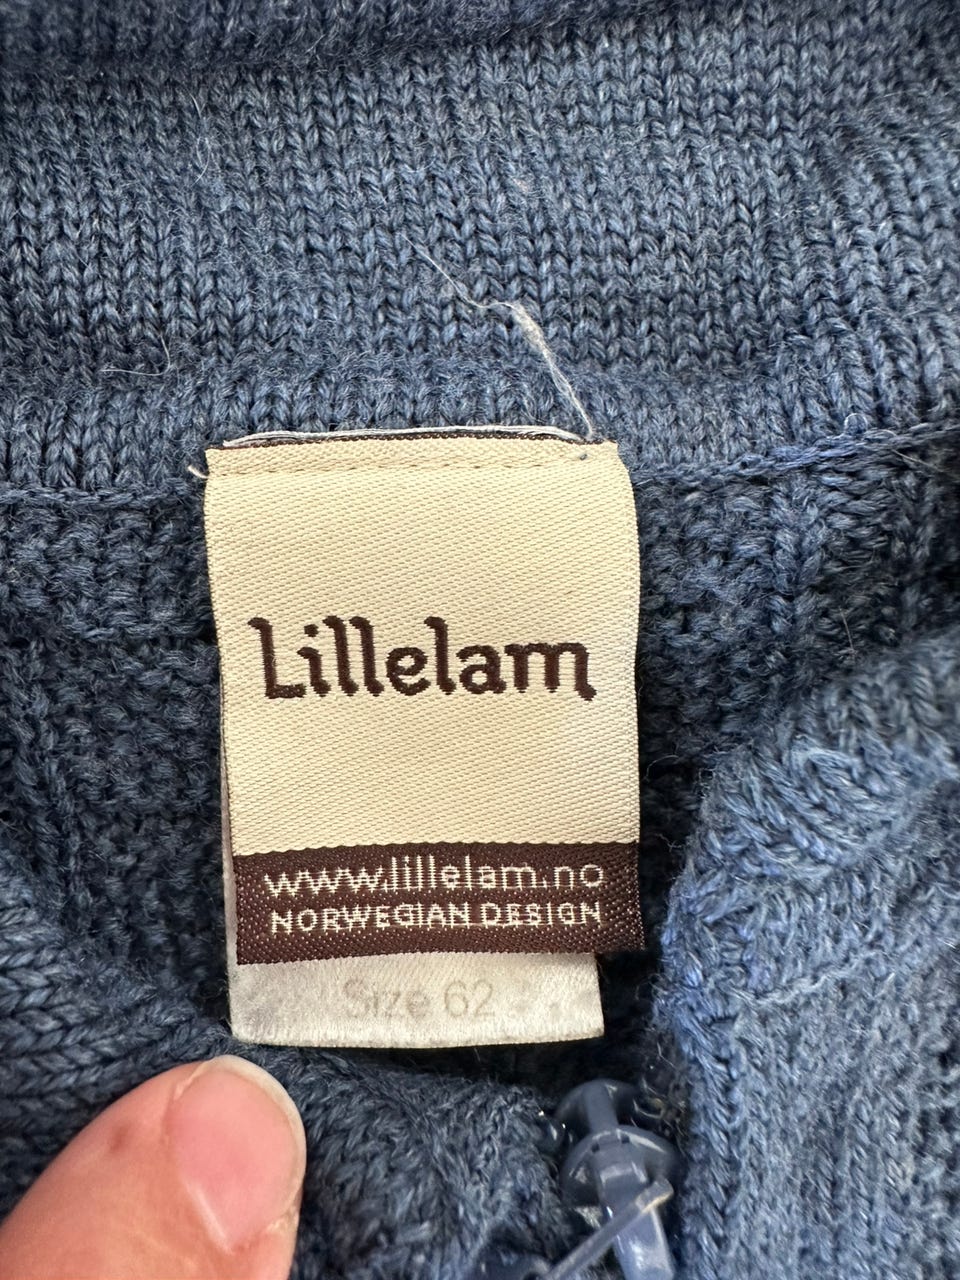 Lillelam
www.lillelam.no
NORWEGIAN DESIGN
Size 62